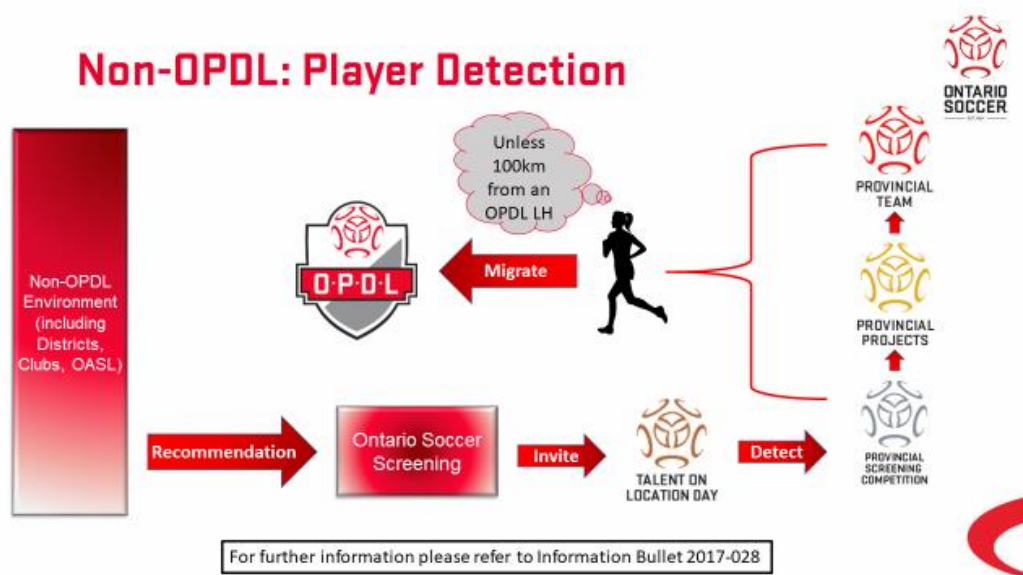 Non-OPDL: Player Detection
ONTARIO
SOCCER
Unless
100km
from an
OPDL LH
PROVINCIAL
TEAM
Non-OPDL
Environment
(including
Districts,
Clubs, OASL)
O·P·D·L
Migrate
PROVINCIAL
PROJECTS
Recommendation
Ontario Soccer
Screening
Invite
TALENT ON
LOCATION DAY
Detect
PROVINCIAL
SCREENING
COMPETITION
For further information please refer to Information Bullet 2017-028